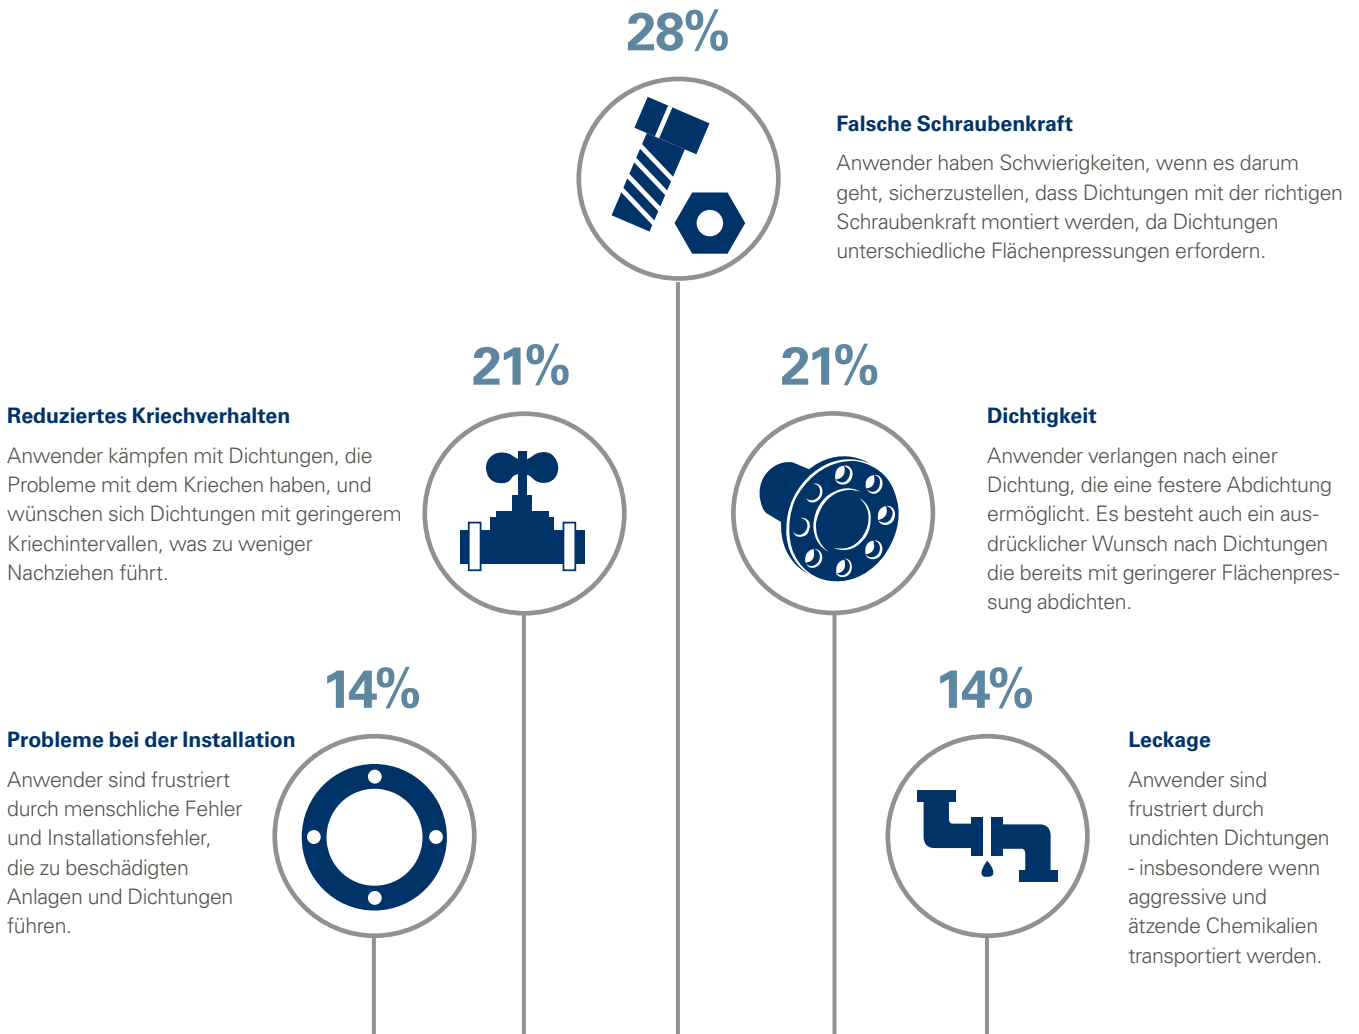 28%
Falsche Schraubenkraft
Anwender haben Schwierigkeiten, wenn es darum
geht, sicherzustellen, dass Dichtungen mit der richtigen
Schraubenkraft montiert werden, da Dichtungen
unterschiedliche Flächenpressungen erfordern.
21%
Reduziertes Kriechverhalten
Anwender kämpfen mit Dichtungen, die
Probleme mit dem Kriechen haben, und
wünschen sich Dichtungen mit geringerem
Kriechintervallen, was zu weniger
Nachziehen führt.
21%
Dichtigkeit
Anwender verlangen nach einer
Dichtung, die eine festere Abdichtung
ermöglicht. Es besteht auch ein aus-
drücklicher Wunsch nach Dichtungen
die bereits mit geringerer Flächenpres-
sung abdichten.
14%
Probleme bei der Installation
Anwender sind frustriert
durch menschliche Fehler
und Installationsfehler,
die zu beschädigten
Anlagen und Dichtungen
führen.
14%
Leckage
Anwender sind
frustriert durch
undichten Dichtungen
- insbesondere wenn
aggressive und
ätzende Chemikalien
transportiert werden.